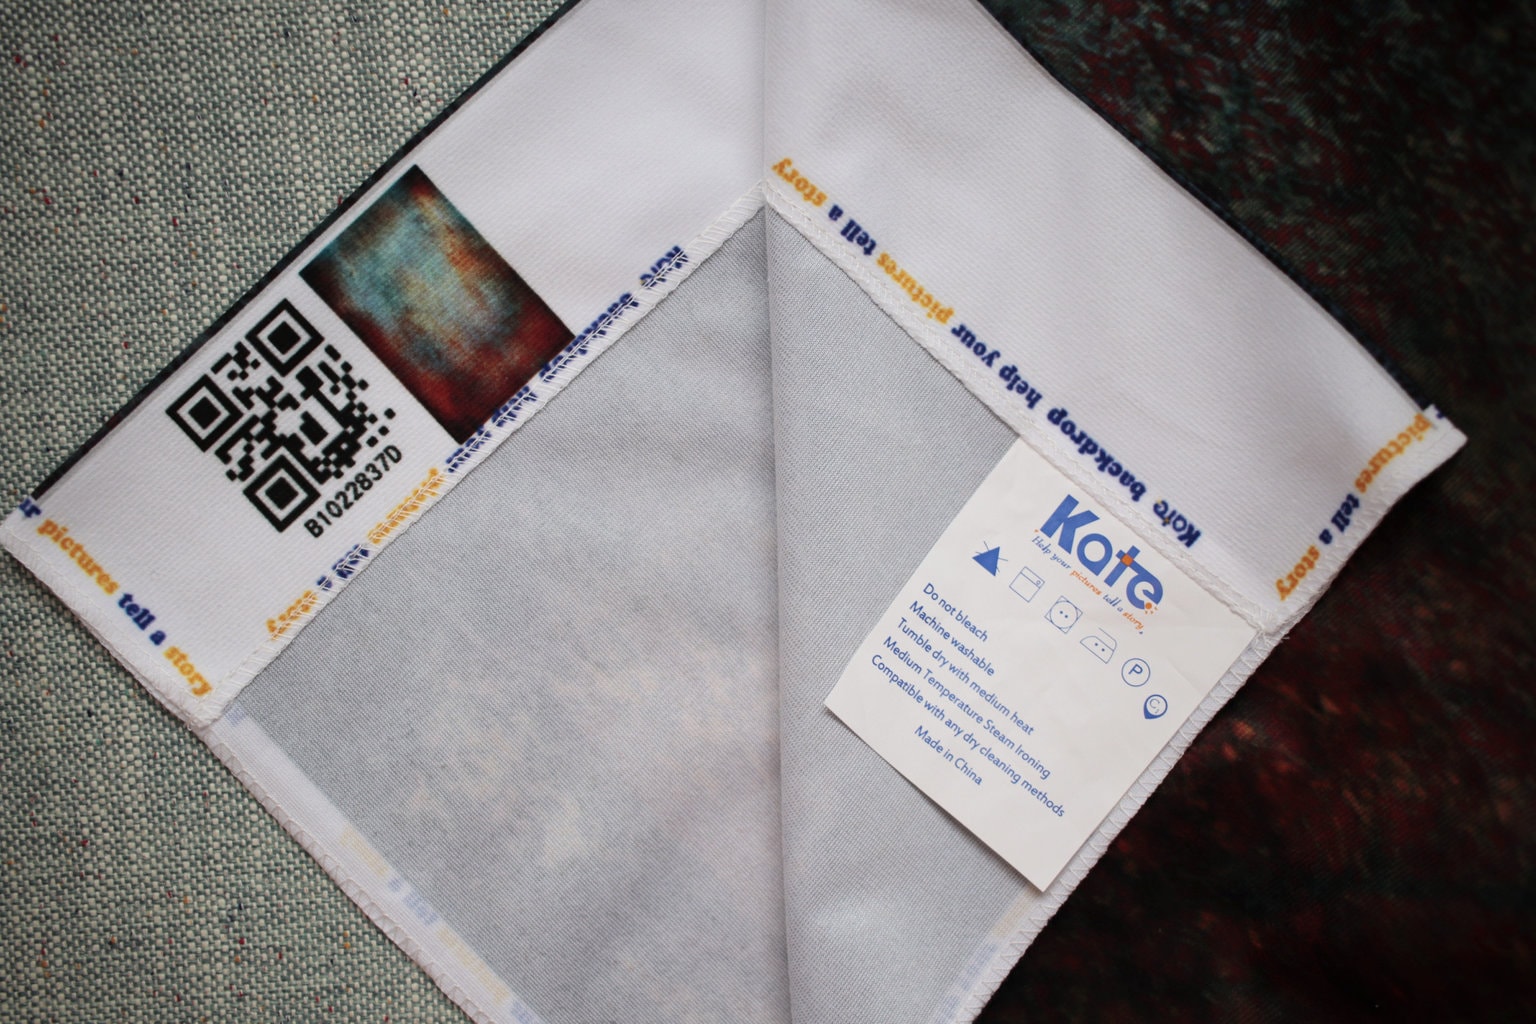 B1022837D
ur pictures tell a story
Kate backdrop help your pictures tell a story
pictures tell a story
Kate
Help your pictures tell a story
P
Do not bleach
Machine washable
Tumble dry with medium heat
Medium Temperature Steam Ironing
Compatible with any dry cleaning methods
Made in China